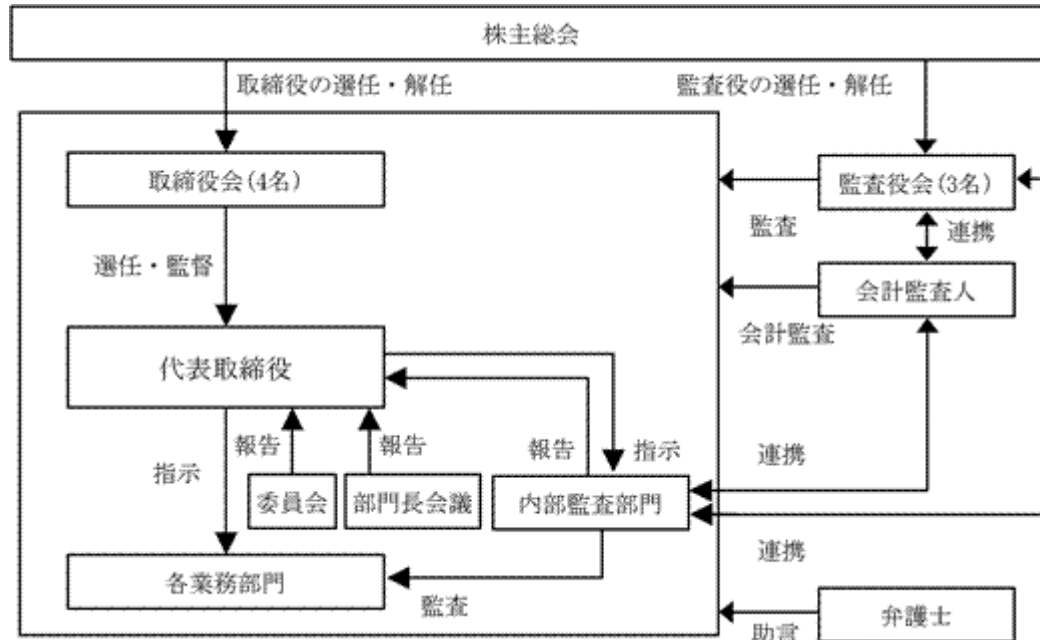 株主総会
取締役の選任・解任
監査役の選任・解任
取締役会(4名)
監査役会(3名)
監査
連携
選任・監督
会計監査人
会計監査
代表取締役
報告
報告
報告
指示
指示
連携
委員会
部門長会議
内部監査部門
連携
各業務部門
監査
弁護士
助言